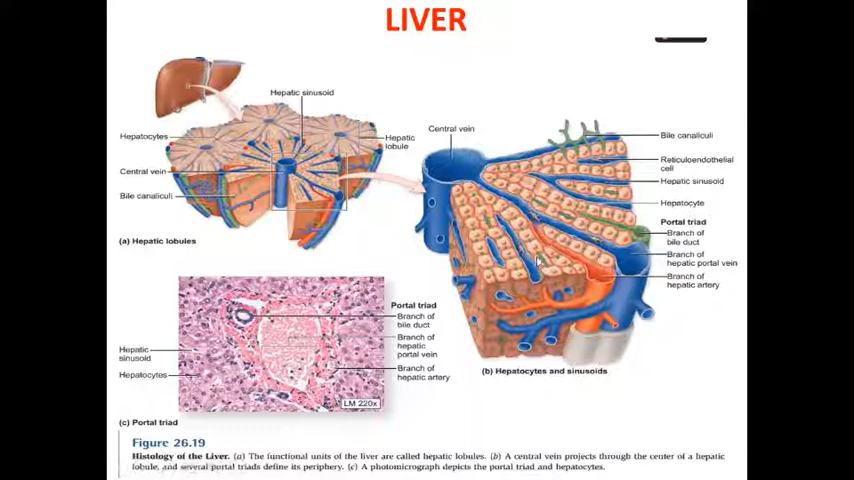 LIVER
Hepatic sinusoid
Hepatocytes
Hepatic
lobule
Central vein
Bile canaliculi
(a) Hepatic lobules
Central vein
Bile canaliculi
Reticuloendothelial
cell
Hepatic sinusoid
Hepatocyte
Portal triad
Branch of
bile duct
Branch of
hepatic portal vein
Branch of
hepatic artery
(b) Hepatocytes and sinusoids
Portal triad
Branch of
bile duct
Branch of
hepatic
portal vein
Branch of
hepatic artery
Hepatic
sinusoid
Hepatocytes
LM 220x
(c) Portal triad
Figure 26.19
Histology of the Liver. (a) The functional units of the liver are called hepatic lobules. (b) A central vein projects through the center of a hepatic
lobule, and several portal triads define its periphery. (c) A photomicrograph depicts the portal triad and hepatocytes.